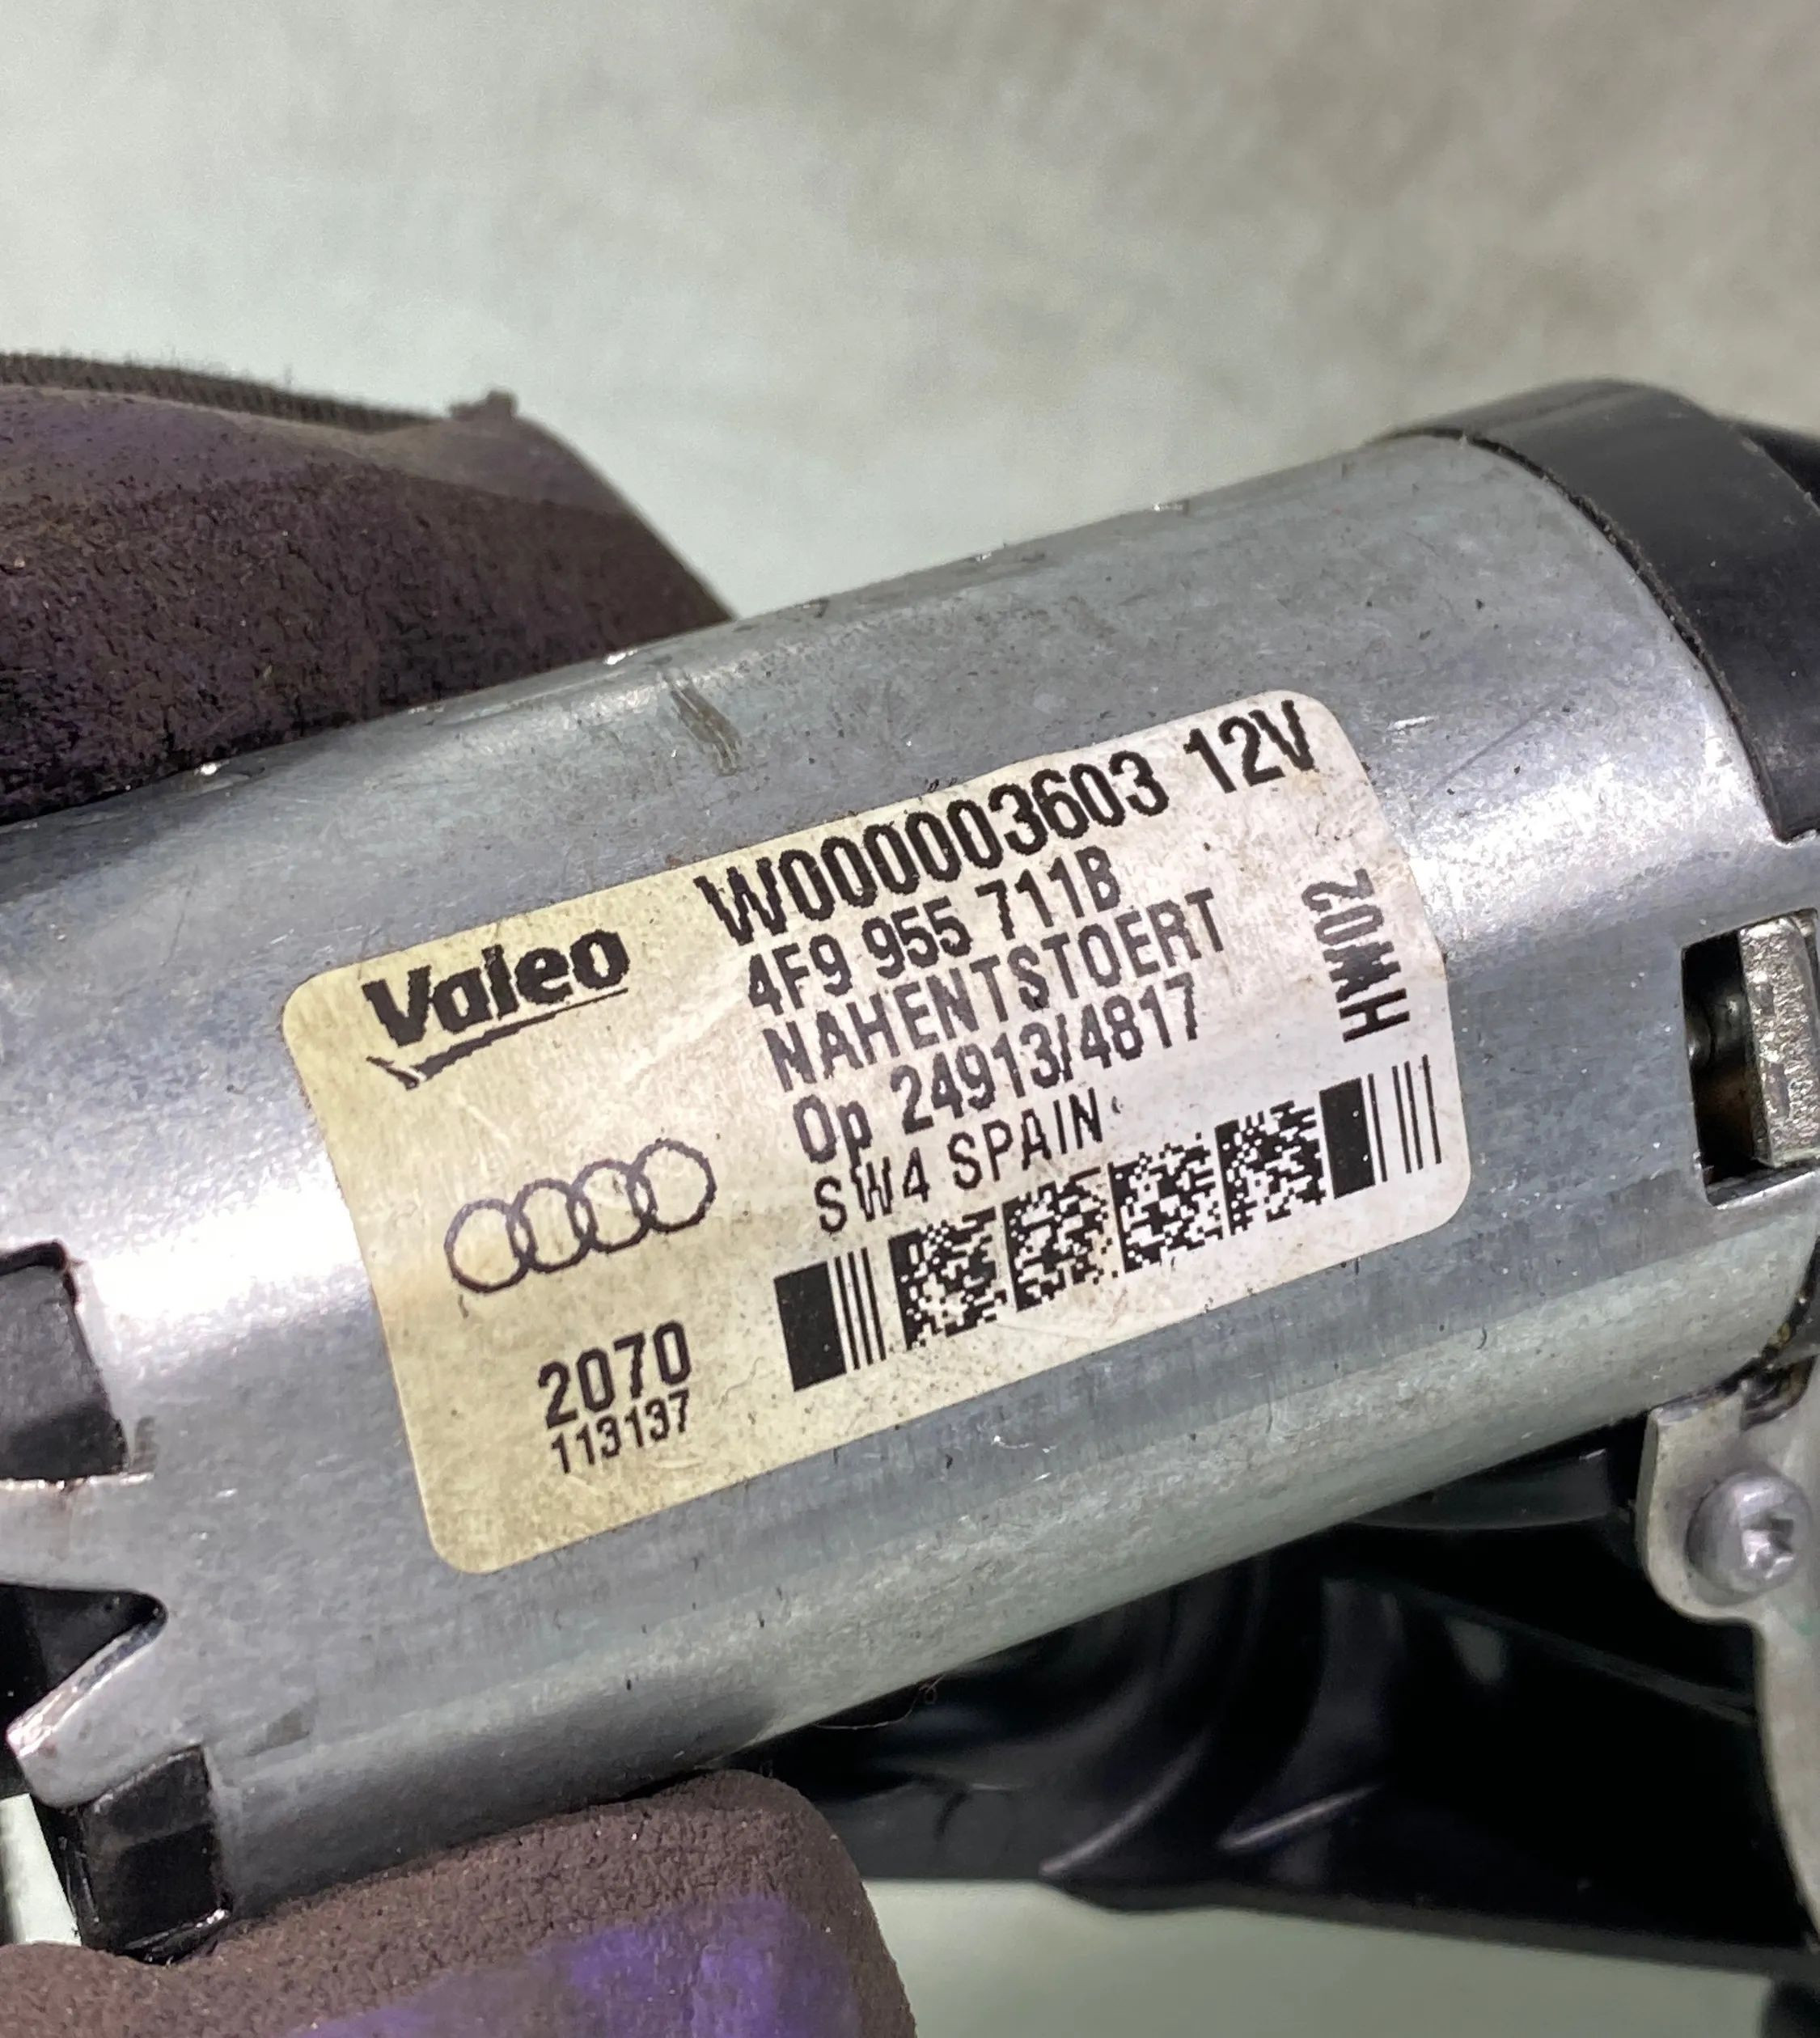 Valeo
W000003603 12V
4F9 955 711B
NAHENTSTOERT
Op 24913/4817
SW4 SPAIN
HW02
2070
113137